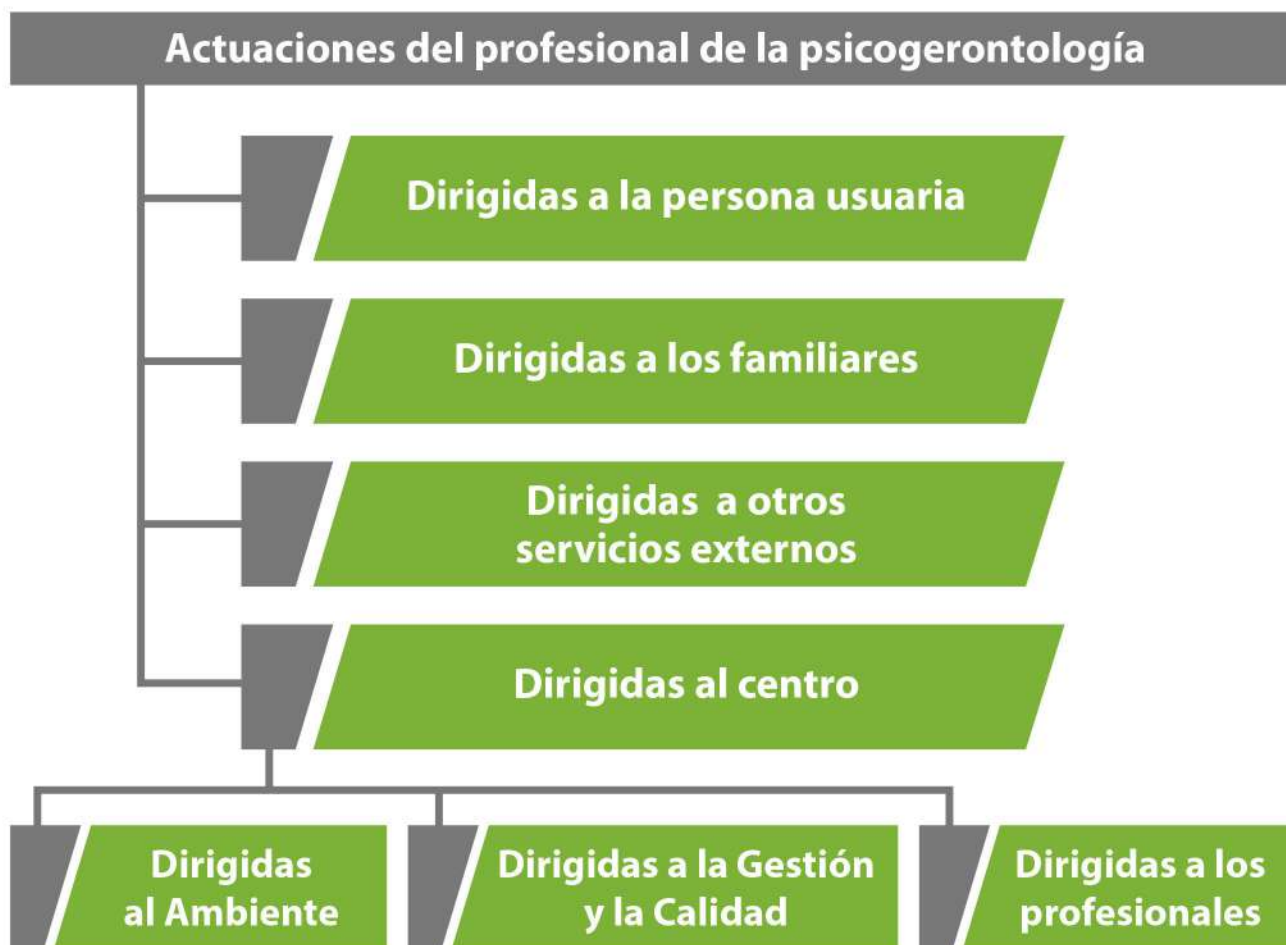 Actuaciones del profesional de la psicogerontología
Dirigidas a la persona usuaria
Dirigidas a los familiares
Dirigidas a otros
servicios externos
Dirigidas al centro
Dirigidas
al Ambiente
Dirigidas a la Gestión
y la Calidad
Dirigidas a los
profesionales